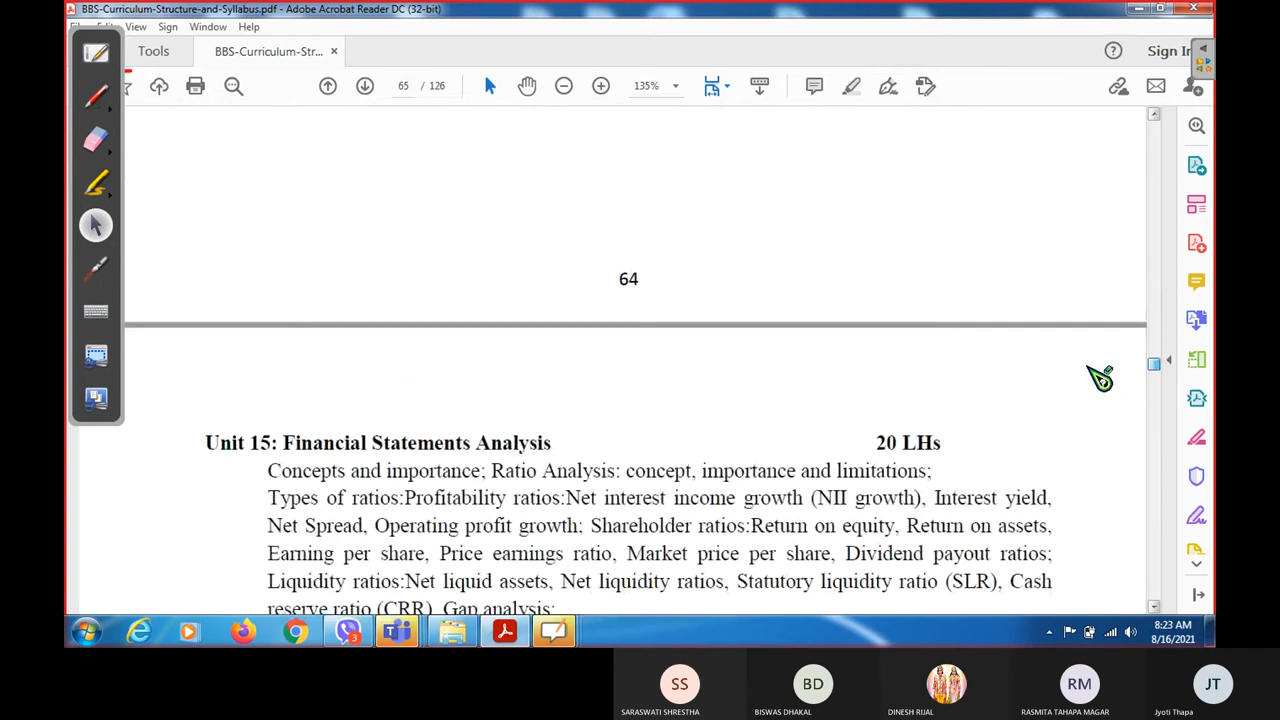 BBS-Curriculum-Structure-and-Syllabus.pdf - Adobe Acrobat Reader DC (32-bit)
View Sign Window Help
Tools
BBS-Curriculum-Str... ×
Sign In
65 / 126
135%
64
Unit 15: Financial Statements Analysis 20 LHs
Concepts and importance; Ratio Analysis: concept, importance and limitations;
Types of ratios:Profitability ratios:Net interest income growth (NII growth), Interest yield,
Net Spread, Operating profit growth; Shareholder ratios:Return on equity, Return on assets,
Earning per share, Price earnings ratio, Market price per share, Dividend payout ratios;
Liquidity ratios:Net liquid assets, Net liquidity ratios, Statutory liquidity ratio (SLR), Cash
reserve ratio (CRR), Gap analysis;
3
8:23 AM
8/16/2021
SS
BD
RM
JT
SARASWATI SHRESTHA
BISWAS DHAKAL
DINESH RIJAL
RASMITA TAHAPA MAGAR
Jyoti Thapa